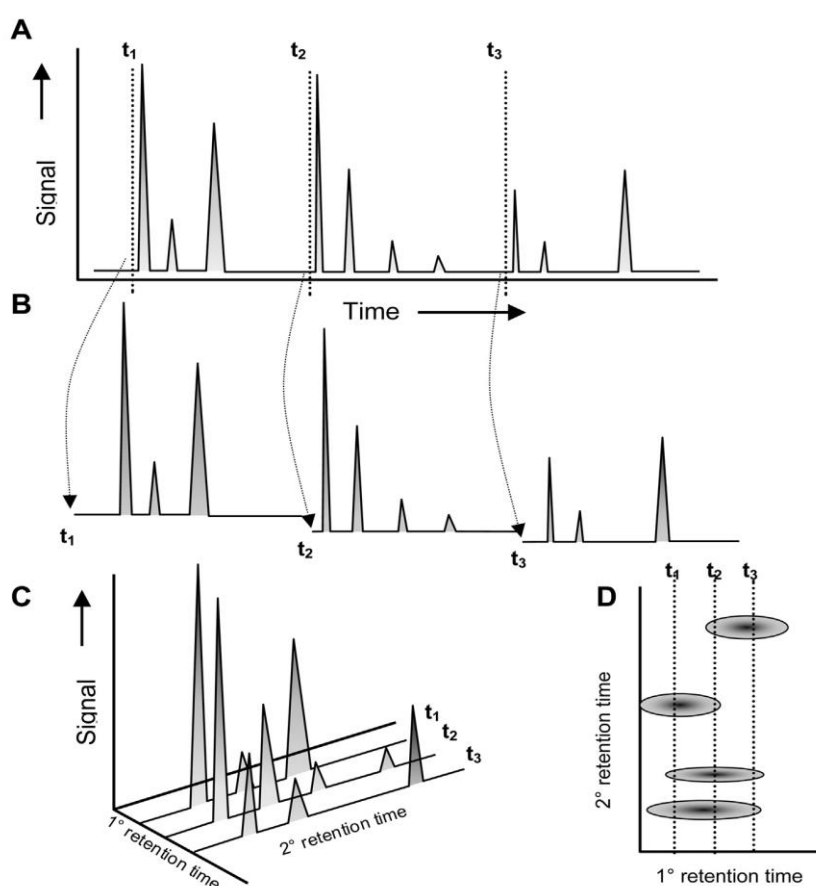 A
t₁ t₂ t₃
Signal
Time
B
t₁ t₂ t₃
C
Signal
t₁
t₂
t₃
1° retention time
2° retention time
D
t₁ t₂ t₃
2° retention time
1° retention time